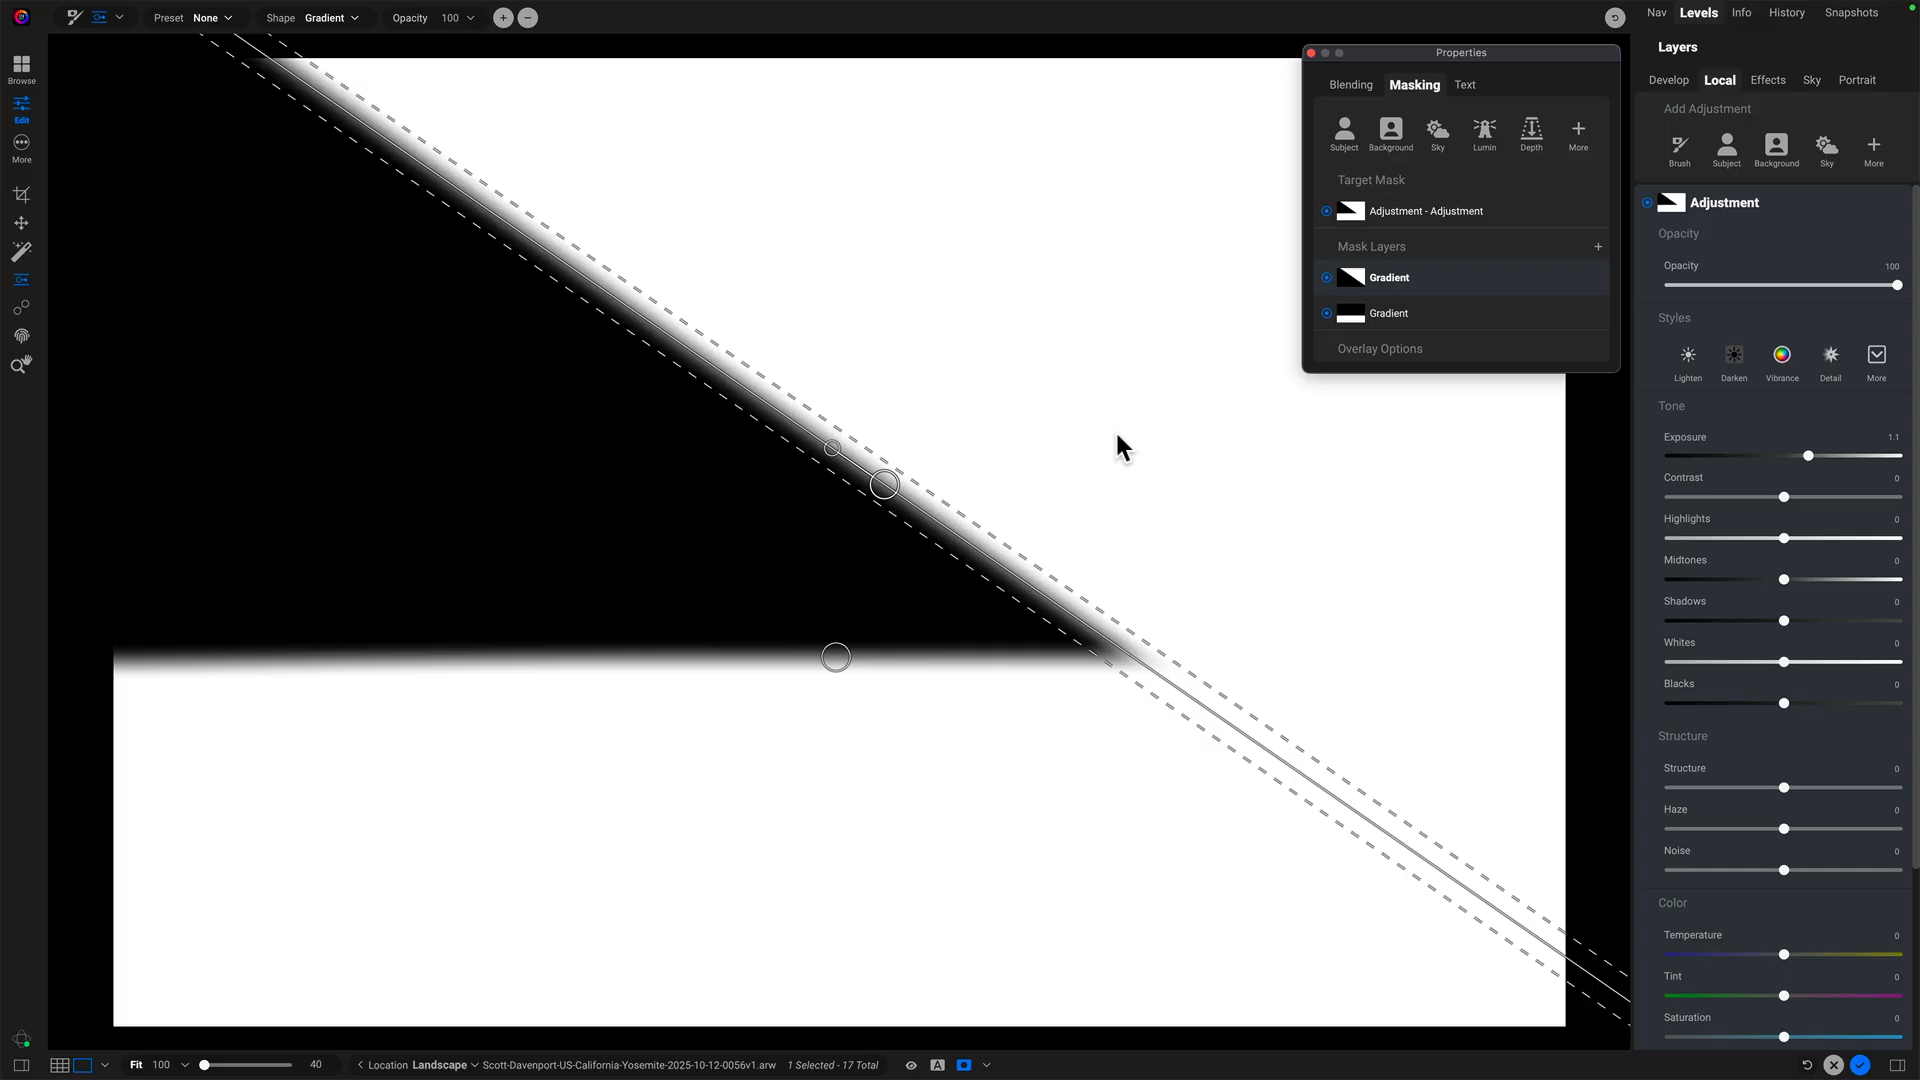 Preset None Shape Gradient Opacity 100
Nav Levels Info History Snapshots
Browse
Edit
More
Properties
Blending Masking Text
Subject Background Sky Lumin Depth More
Target Mask
Adjustment - Adjustment
Mask Layers
Gradient
Gradient
Overlay Options
Layers
Develop Local Effects Sky Portrait
Add Adjustment
Brush Subject Background Sky More
Adjustment
Opacity
Opacity 100
Styles
Lighten Darken Vibrance Detail More
Tone
Exposure 1.1
Contrast 0
Highlights 0
Midtones 0
Shadows 0
Whites 0
Blacks 0
Structure
Structure 0
Haze 0
Noise 0
Color
Temperature 0
Tint 0
Saturation 0
Fit 100 40 Location Landscape Scott-Davenport-US-California-Yosemite-2025-10-12-0056v1.arw 1 Selected - 17 Total A